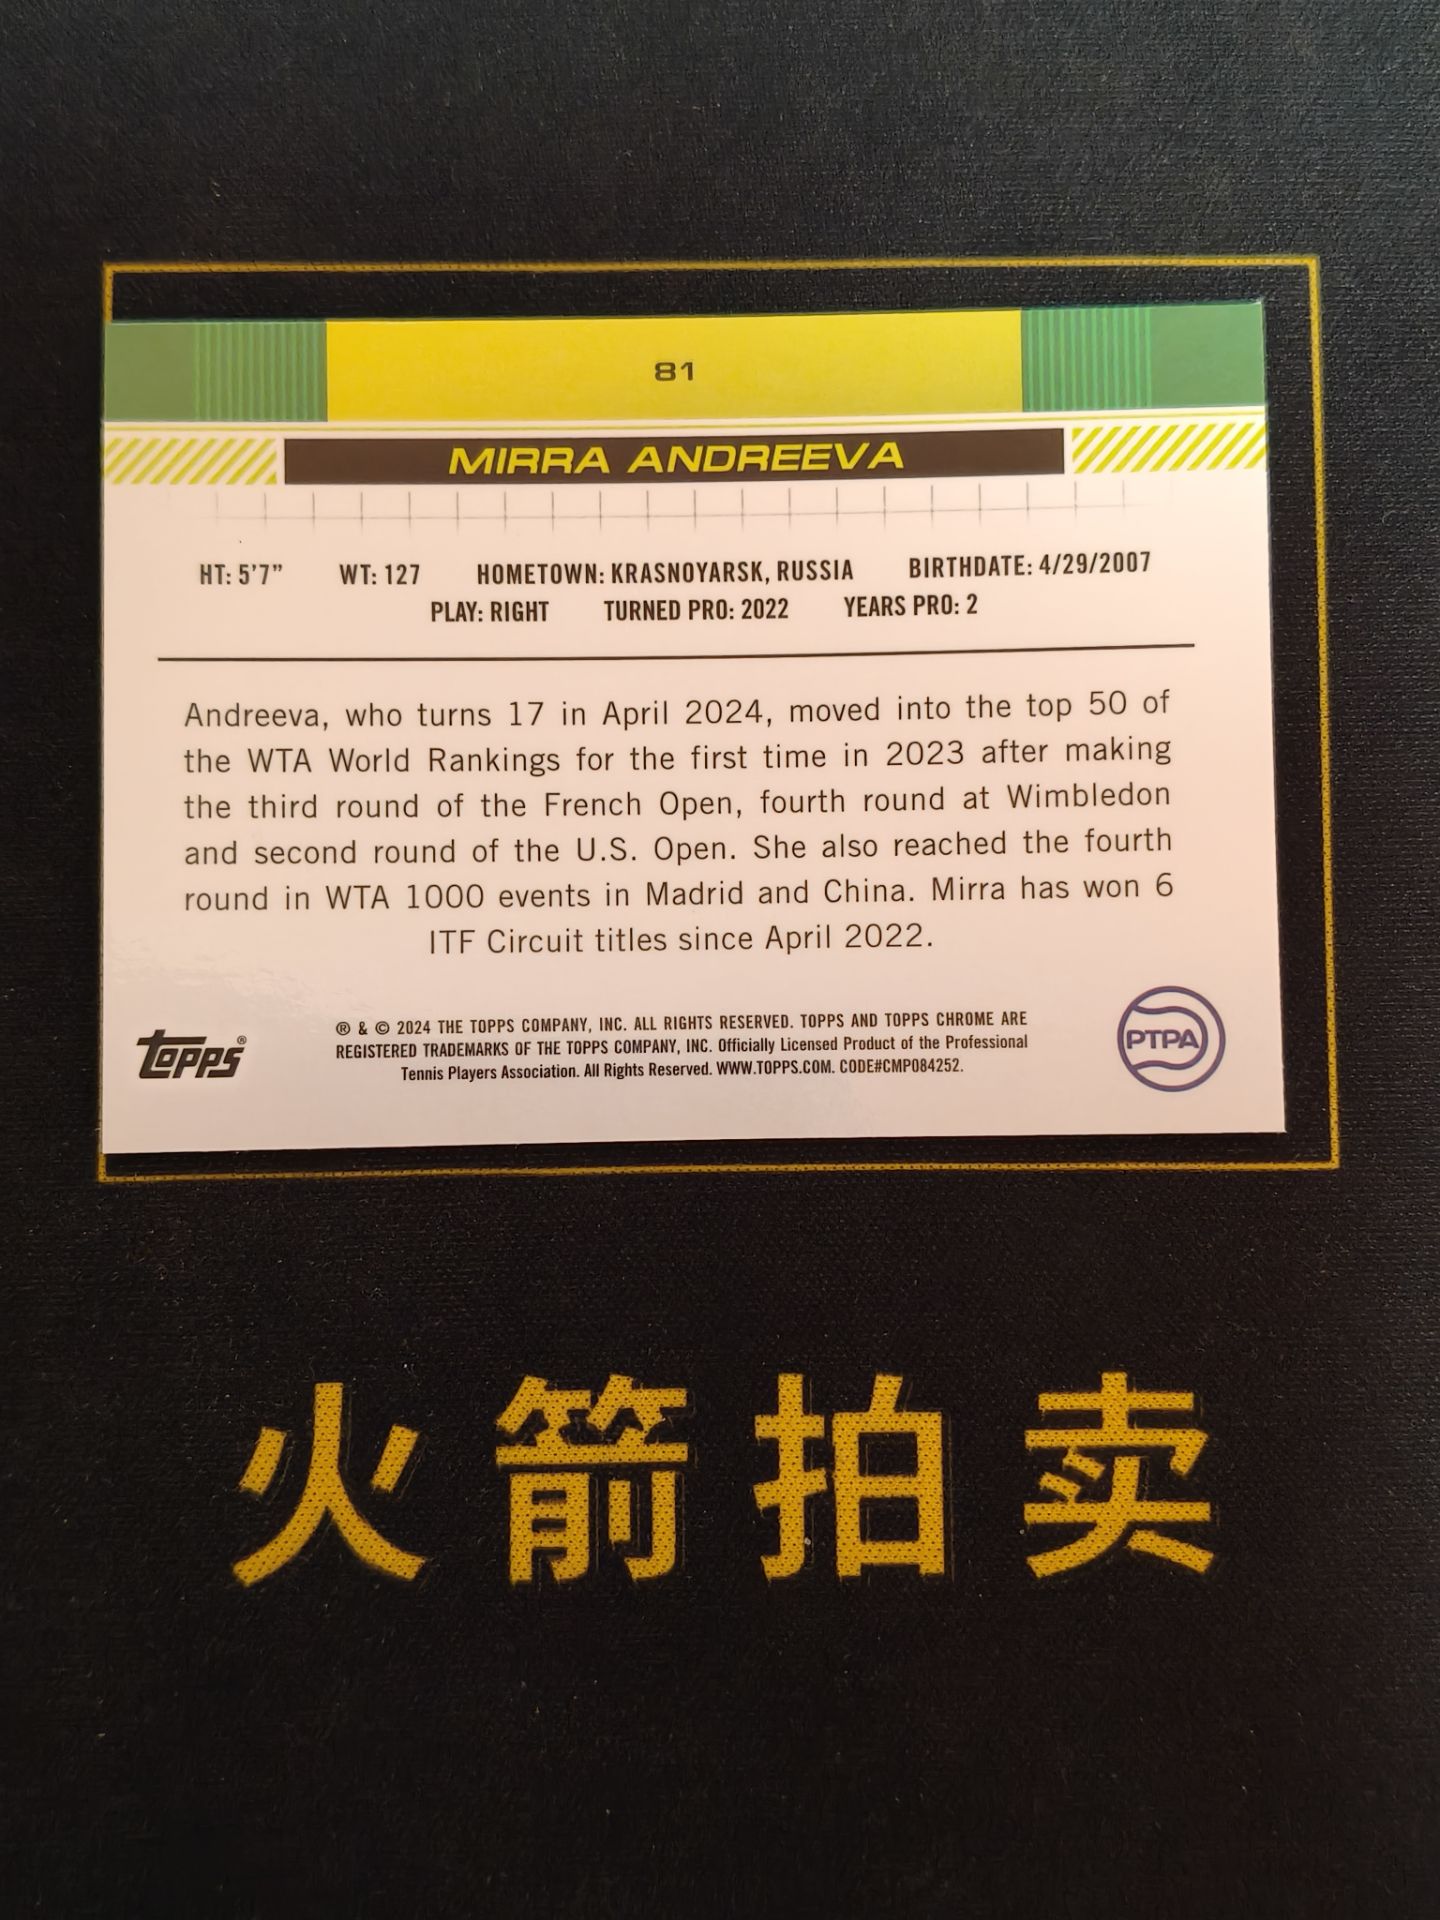 81
MIRRA ANDREEVA
HT: 5'7" WT: 127 HOMETOWN: KRASNOYARSK, RUSSIA BIRTHDATE: 4/29/2007
PLAY: RIGHT TURNED PRO: 2022 YEARS PRO: 2
Andreeva, who turns 17 in April 2024, moved into the top 50 of
the WTA World Rankings for the first time in 2023 after making
the third round of the French Open, fourth round at Wimbledon
and second round of the U.S. Open. She also reached the fourth
round in WTA 1000 events in Madrid and China. Mirra has won 6
ITF Circuit titles since April 2022.
topps®
® & © 2024 THE TOPPS COMPANY, INC. ALL RIGHTS RESERVED. TOPPS AND TOPPS CHROME ARE
REGISTERED TRADEMARKS OF THE TOPPS COMPANY, INC. Officially Licensed Product of the Professional
Tennis Players Association. All Rights Reserved. WWW.TOPPS.COM. CODE#CMP084252.
PTPA
火箭拍卖